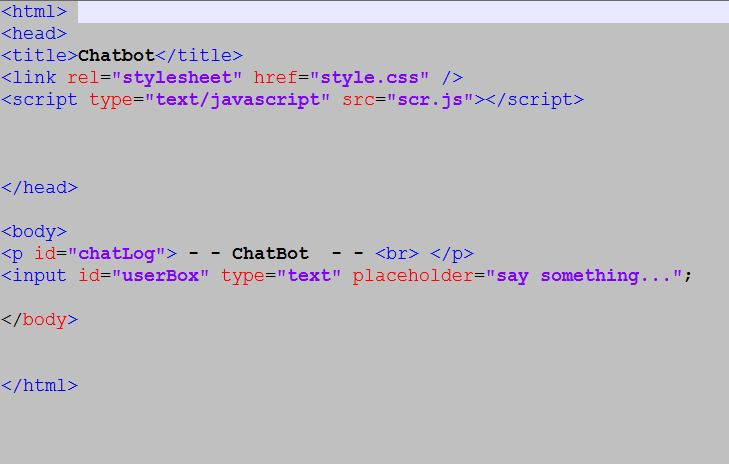 <html>
<head>
<title>Chatbot</title>
<link rel="stylesheet" href="style.css" />
<script type="text/javascript" src="scr.js"></script>
</head>
<body>
<p id="chatLog"> - - ChatBot  - - <br> </p>
<input id="userBox" type="text" placeholder="say something...";
</body>
</html>